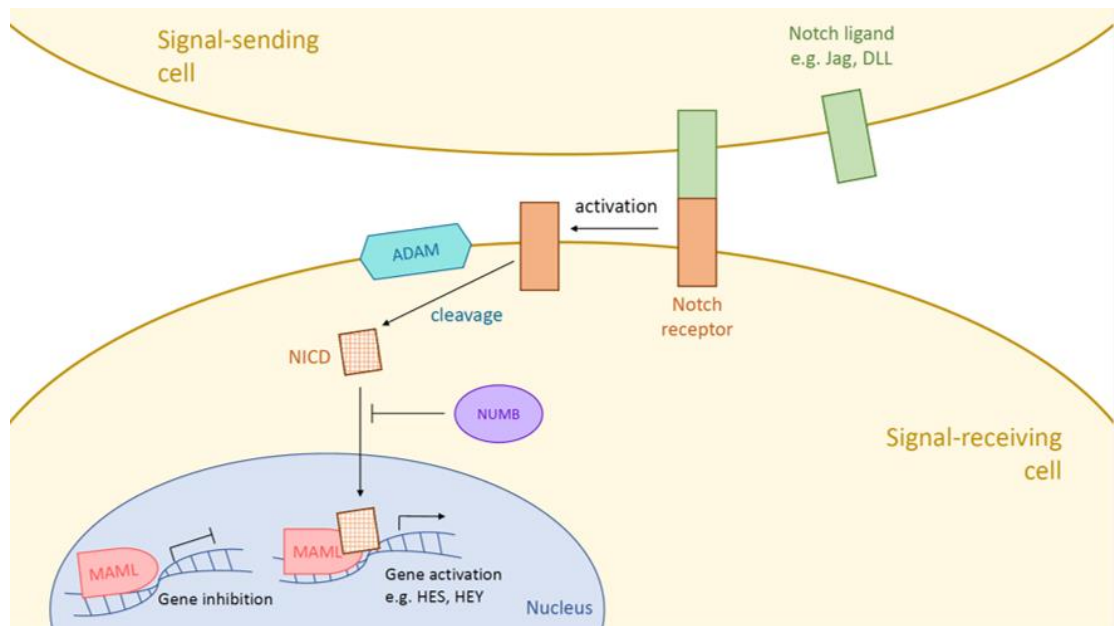 Signal-sending
cell
Notch ligand
e.g. Jag, DLL
activation
ADAM
cleavage
Notch
receptor
NICD
NUMB
Signal-receiving
cell
MAML
Gene inhibition
MAML
Gene activation
e.g. HES, HEY
Nucleus